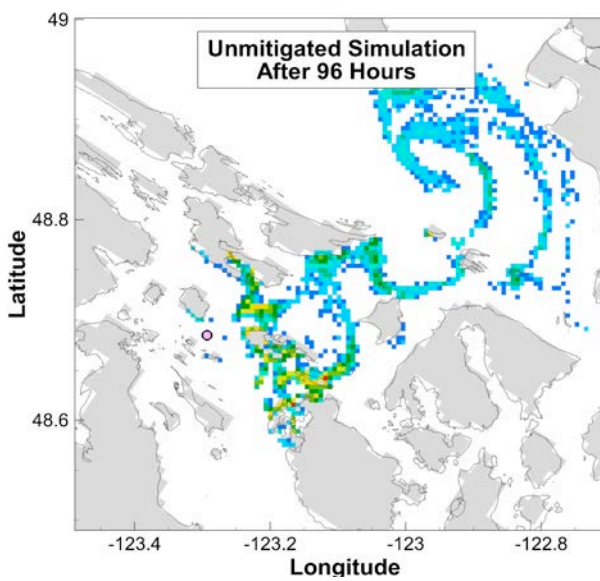 49
Unmitigated Simulation
After 96 Hours
Latitude
48.8
48.6
-123.4
-123.2
-123
-122.8
Longitude